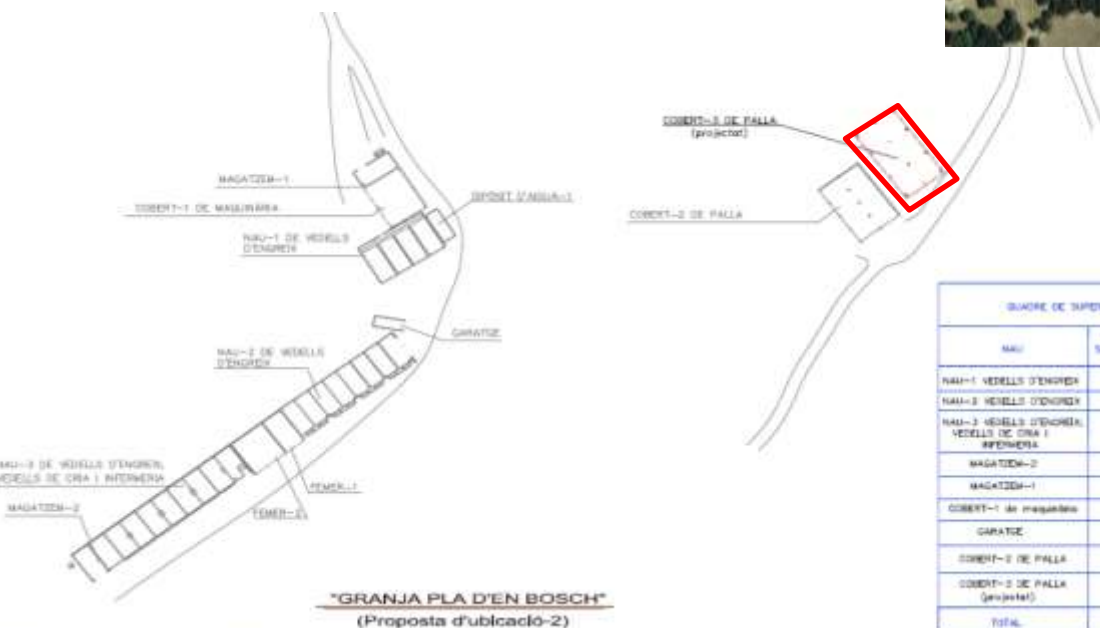 COBERT-3 DE PALLA
(projectat)
MAGATZEM-1
COBERT-1 DE MAQUINÀRIA
DIPÒSIT D'AIGUA-1
COBERT-2 DE PALLA
NAU-1 DE VEDELLS
D'ENGREIX
GARATGE
NAU-2 DE VEDELLS
D'ENGREIX
NAU-3 DE VEDELLS D'ENGREIX,
VEDELLS DE CRIA I INFERMERIA
FEMER-1
MAGATZEM-2
FEMER-2
"GRANJA PLA D'EN BOSCH"
(Proposta d'ubicació-2)
QUADRE DE
NAU
NAU-1 VEDELLS D'ENGREIX
NAU-2 VEDELLS D'ENGREIX
NAU-3 VEDELLS D'ENGREIX,
VEDELLS DE CRIA I
INFERMERIA
MAGATZEM-2
MAGATZEM-1
COBERT-1 de maquinària
GARATGE
COBERT-2 DE PALLA
COBERT-3 DE PALLA
(projectat)
TOTAL